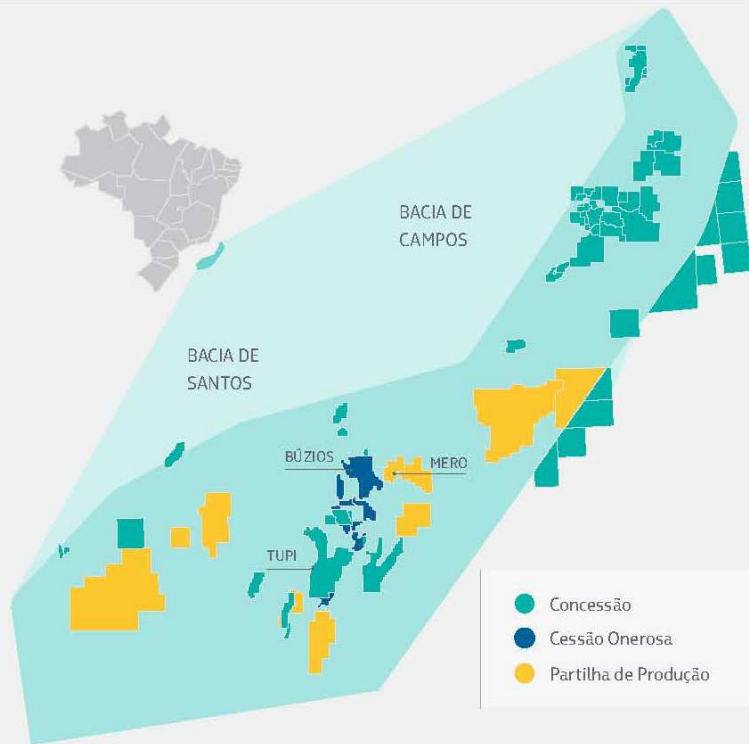 BACIA DE
CAMPOS
BACIA DE
SANTOS
BÚZIOS
MERO
TUPI
Concessão
Cessão Onerosa
Partilha de Produção